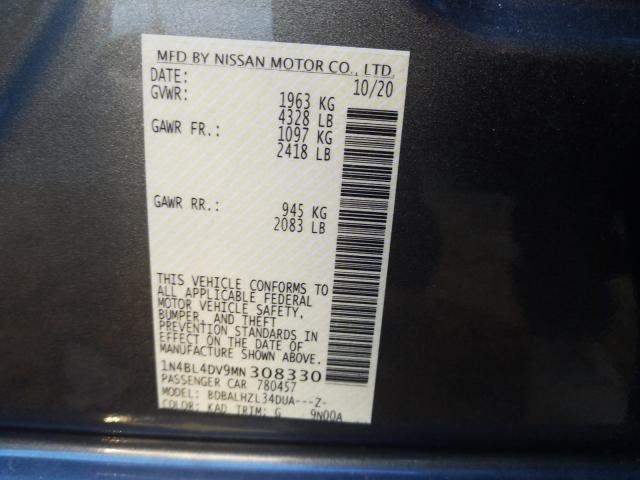 MFD BY NISSAN MOTOR CO., LTD.
DATE: 10/20
GVWR: 1963 KG
4328 LB
GAWR FR.: 1097 KG
2418 LB
GAWR RR.: 945 KG
2083 LB
THIS VEHICLE CONFORMS TO
ALL APPLICABLE FEDERAL
MOTOR VEHICLE SAFETY,
BUMPER, AND THEFT
PREVENTION STANDARDS IN
EFFECT ON THE DATE OF
MANUFACTURE SHOWN ABOVE.
1N4BL4DV9MN 308330
PASSENGER CAR 780457
MODEL: BDBALHZL34DUA---Z-
COLOR: KAD TRIM: G 9N00A